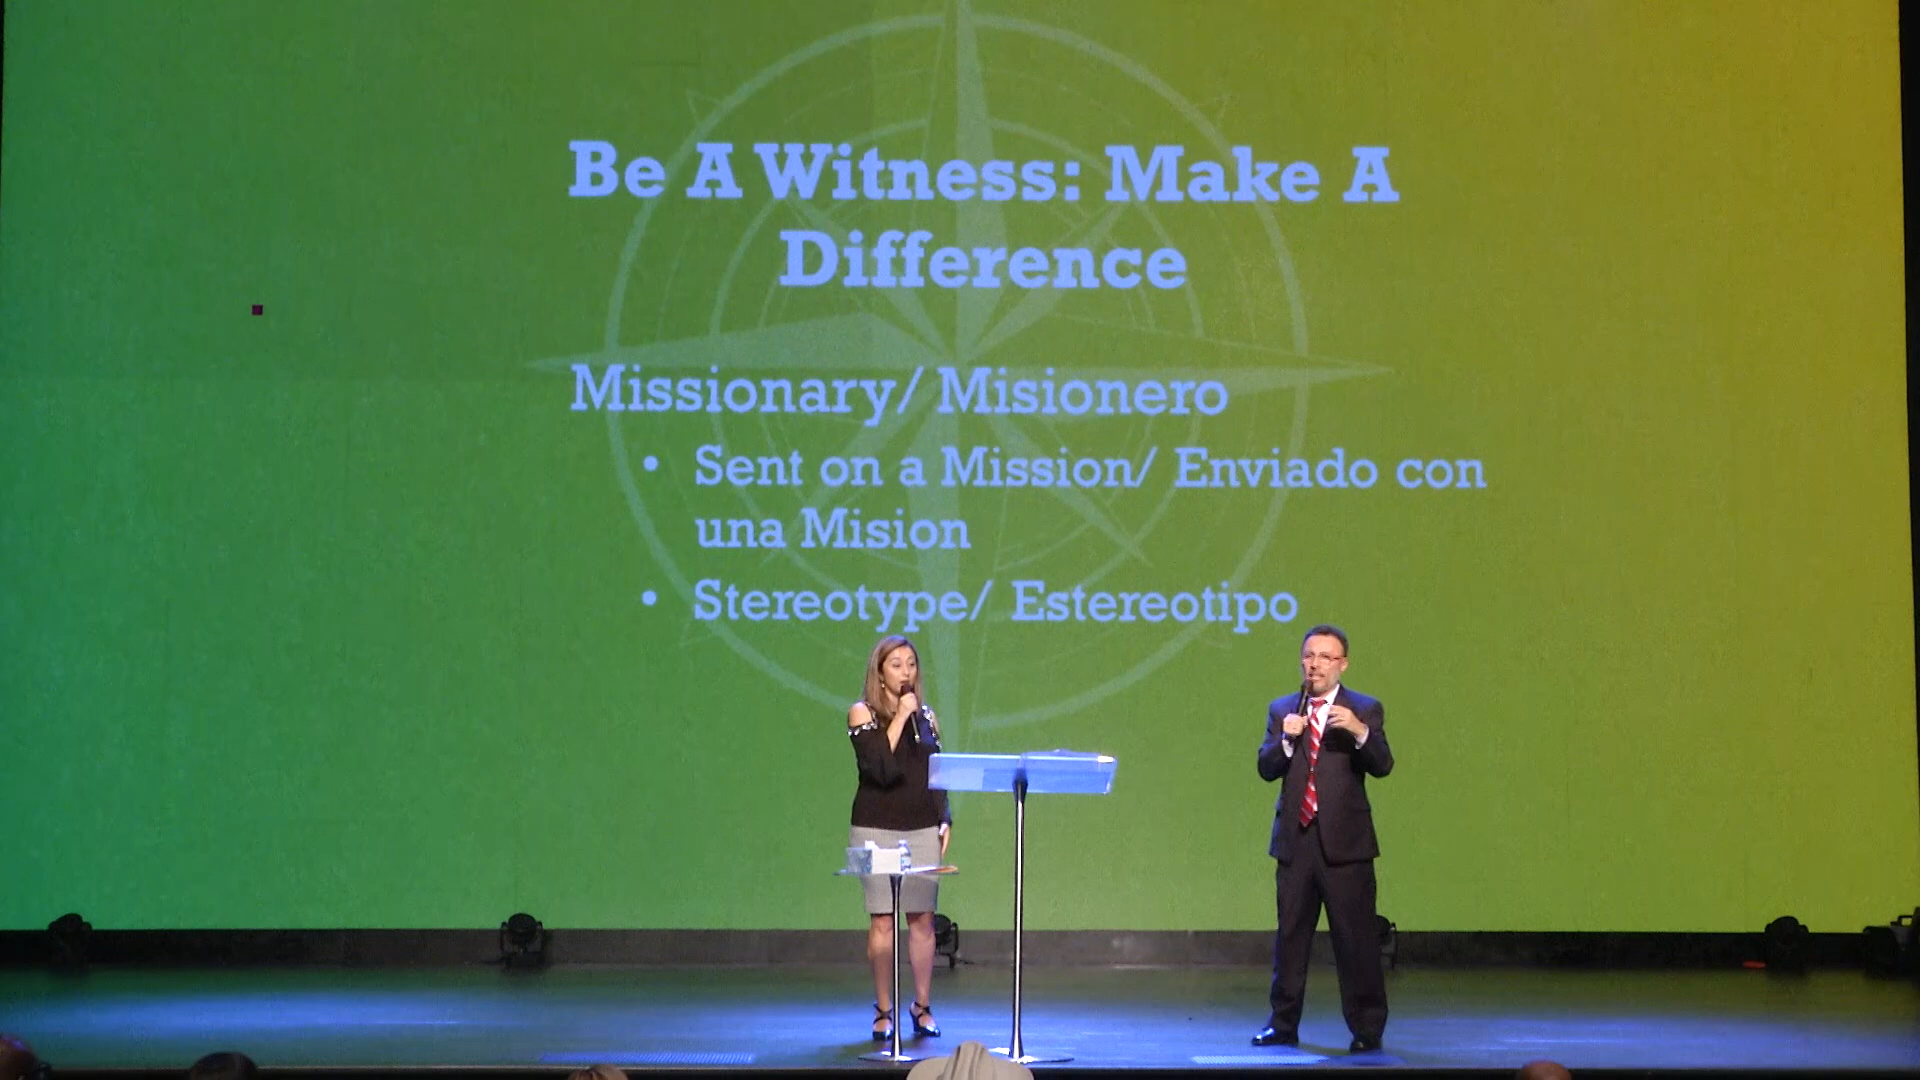 Be A Witness: Make A
Difference
Missionary/ Misionero
• Sent on a Mission/ Enviado con
una Mision
• Stereotype/ Estereotipo